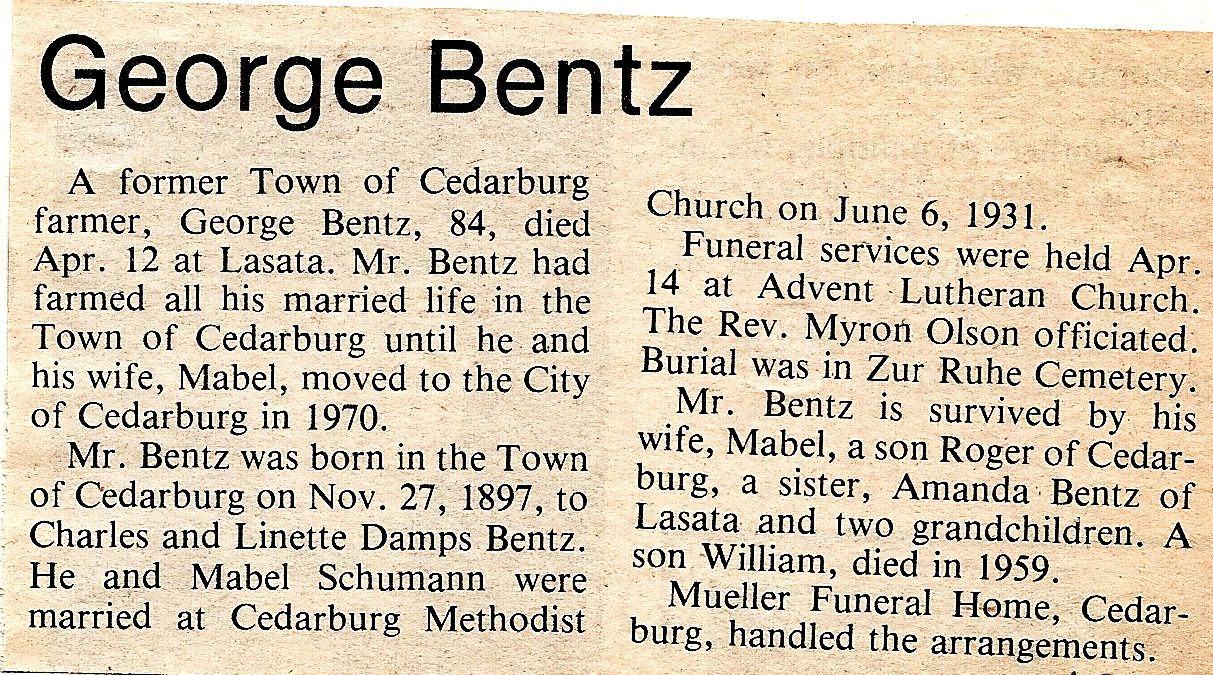 George Bentz
A former Town of Cedarburg
farmer, George Bentz, 84, died
Apr. 12 at Lasata. Mr. Bentz had
farmed all his married life in the
Town of Cedarburg until he and
his wife, Mabel, moved to the City
of Cedarburg in 1970.
Mr. Bentz was born in the Town
of Cedarburg on Nov. 27, 1897, to
Charles and Linette Damps Bentz.
He and Mabel Schumann were
married at Cedarburg Methodist
Church on June 6, 1931.
Funeral services were held Apr.
14 at Advent Lutheran Church.
The Rev. Myron Olson officiated.
Burial was in Zur Ruhe Cemetery.
Mr. Bentz is survived by his
wife, Mabel, a son Roger of Cedar-
burg, a sister, Amanda Bentz of
Lasata and two grandchildren. A
son William, died in 1959.
Mueller Funeral Home, Cedar-
burg, handled the arrangements.